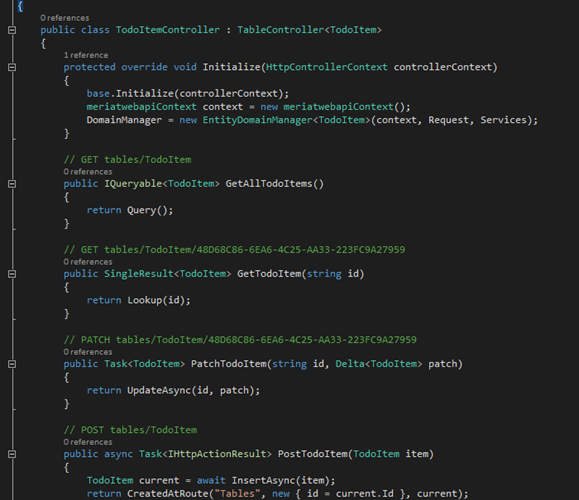 {
0 references
public class TodoItemController : TableController<TodoItem>
{
1 reference
protected override void Initialize(HttpControllerContext controllerContext)
{
base.Initialize(controllerContext);
meriatwebapiContext context = new meriatwebapiContext();
DomainManager = new EntityDomainManager<TodoItem>(context, Request, Services);
}
// GET tables/TodoItem
0 references
public IQueryable<TodoItem> GetAllTodoItems()
{
return Query();
}
// GET tables/TodoItem/48D68C86-6EA6-4C25-AA33-223FC9A27959
0 references
public SingleResult<TodoItem> GetTodoItem(string id)
{
return Lookup(id);
}
// PATCH tables/TodoItem/48D68C86-6EA6-4C25-AA33-223FC9A27959
0 references
public Task<TodoItem> PatchTodoItem(string id, Delta<TodoItem> patch)
{
return UpdateAsync(id, patch);
}
// POST tables/TodoItem
0 references
public async Task<IHttpActionResult> PostTodoItem(TodoItem item)
{
TodoItem current = await InsertAsync(item);
return CreatedAtRoute("Tables", new { id = current.Id }, current);